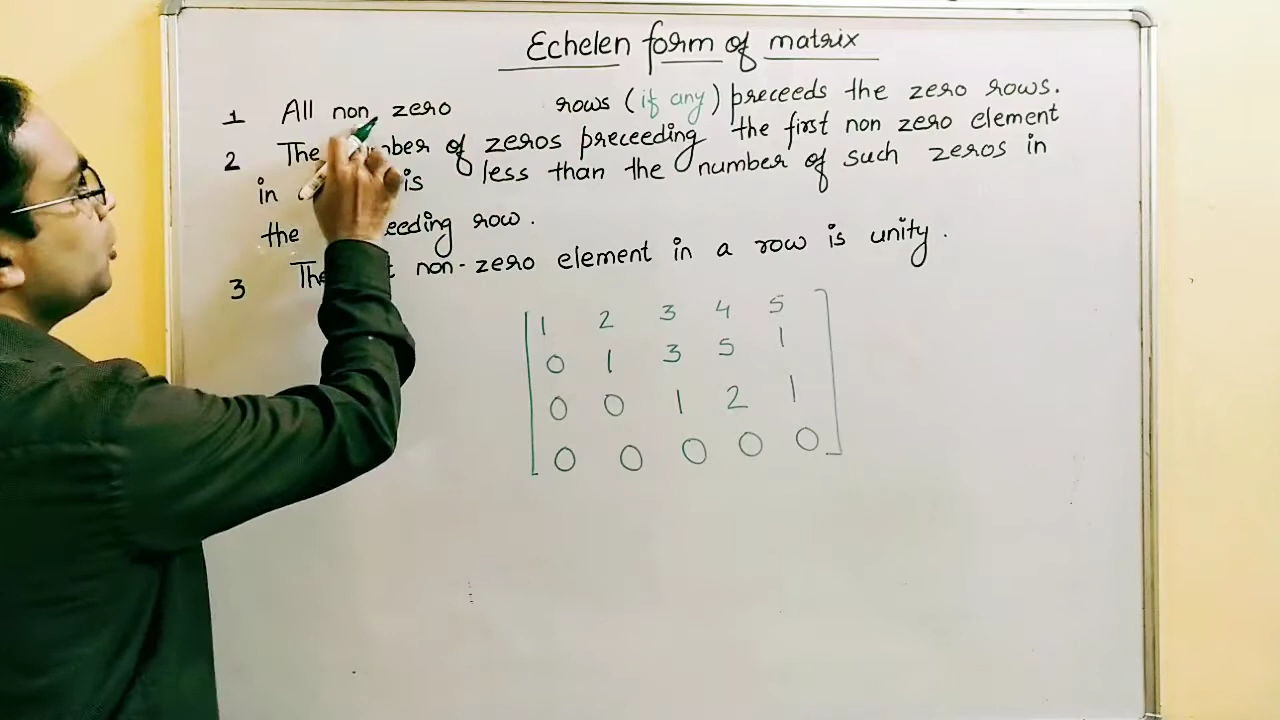 Echelen form of matrix
1 All non zero rows (if any) preceeds the zero rows.
2 The of zeros preceeding the first non zero element
in is less than the number of such zeros in
the row.
3 non-zero element in a row is unity.
1 2 3 4 5
0 1 3 5 1
0 0 1 2 1
0 0 0 0 0